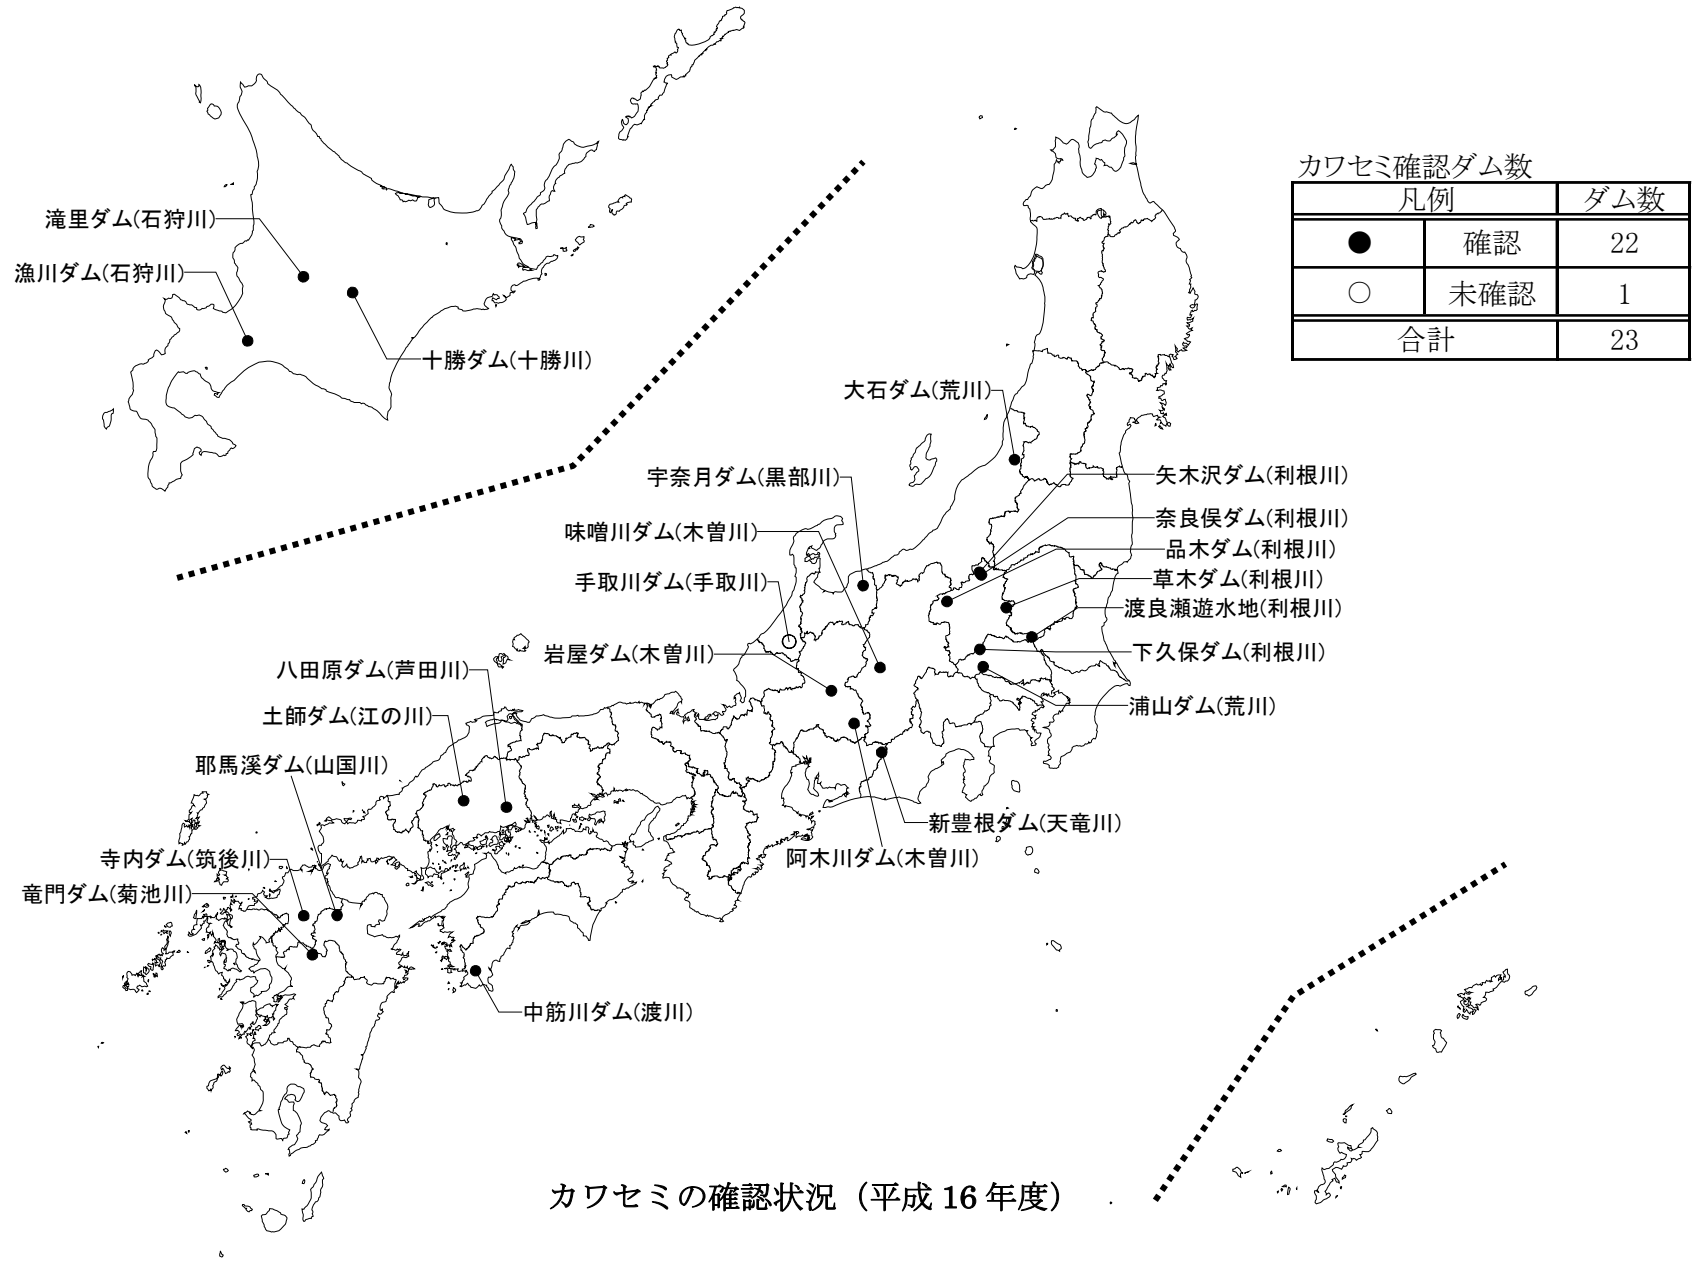 カワセミ確認ダム数
凡例 ダム数
● 確認 22
○ 未確認 1
合計 23
滝里ダム(石狩川)
漁川ダム(石狩川)
十勝ダム(十勝川)
大石ダム(荒川)
宇奈月ダム(黒部川)
矢木沢ダム(利根川)
奈良俣ダム(利根川)
味噌川ダム(木曽川)
品木ダム(利根川)
手取川ダム(手取川)
草木ダム(利根川)
渡良瀬遊水地(利根川)
岩屋ダム(木曽川)
下久保ダム(利根川)
八田原ダム(芦田川)
浦山ダム(荒川)
土師ダム(江の川)
耶馬溪ダム(山国川)
新豊根ダム(天竜川)
阿木川ダム(木曽川)
寺内ダム(筑後川)
竜門ダム(菊池川)
中筋川ダム(渡川)
カワセミの確認状況（平成 16 年度）